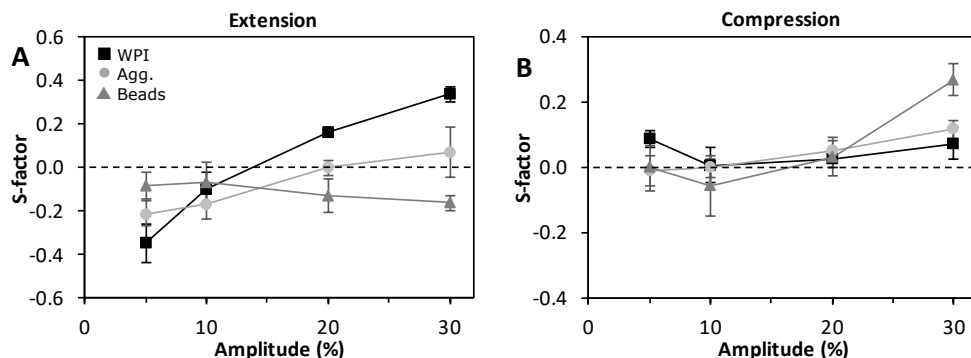 Extension
A
WPI
Agg.
Beads
S-factor
0.6
0.4
0.2
0.0
-0.2
-0.4
-0.6
0
10
20
30
Amplitude (%)
Compression
B
S-factor
0.4
0.2
0.0
-0.2
-0.4
0
10
20
30
Amplitude (%)